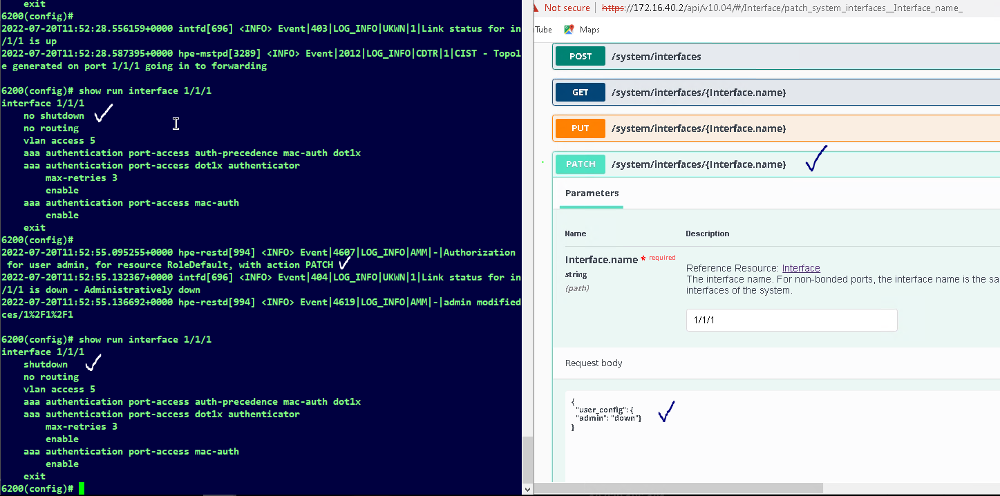 exit
6200(config)#
2022-07-20T11:52:28.556159+0000 intfd[696] <INFO> Event|403|LOG_INFO|UKWN|1|Link status for in
/1/1 is up
2022-07-20T11:52:28.587395+0000 hpe-mstpd[3289] <INFO> Event|2012|LOG_INFO|CDTR|1|CIST - Topol
e generated on port 1/1/1 going in to forwarding
6200(config)# show run interface 1/1/1
interface 1/1/1
no shutdown
no routing
vlan access 5
aaa authentication port-access auth-precedence mac-auth dot1x
aaa authentication port-access dot1x authenticator
max-retries 3
enable
aaa authentication port-access mac-auth
enable
exit
6200(config)#
2022-07-20T11:52:55.095255+0000 hpe-restd[994] <INFO> Event|4607|LOG_INFO|AMM|-|Authorization
for user admin, for resource RoleDefault, with action PATCH
2022-07-20T11:52:55.132367+0000 intfd[696] <INFO> Event|404|LOG_INFO|UKWN|1|Link status for in
/1/1 is down - Administratively down
2022-07-20T11:52:55.136692+0000 hpe-restd[994] <INFO> Event|4619|LOG_INFO|AMM|-|admin modified
ces/1%2F1%2F1
6200(config)# show run interface 1/1/1
interface 1/1/1
shutdown
no routing
vlan access 5
aaa authentication port-access auth-precedence mac-auth dot1x
aaa authentication port-access dot1x authenticator
max-retries 3
enable
aaa authentication port-access mac-auth
enable
exit
6200(config)#
Not secure | https://172.16.40.2/api/v10.04/#/Interface/patch_system_interfaces__Interface_name_
Tube Maps
POST /system/interfaces
GET /system/interfaces/{Interface.name}
PUT /system/interfaces/{Interface.name}
PATCH /system/interfaces/{Interface.name}
Parameters
Name Description
Interface.name * required
string
(path)
Reference Resource: Interface
The interface name. For non-bonded ports, the interface name is the sa
interfaces of the system.
1/1/1
Request body
{
"user_config": {
"admin": "down"}
}